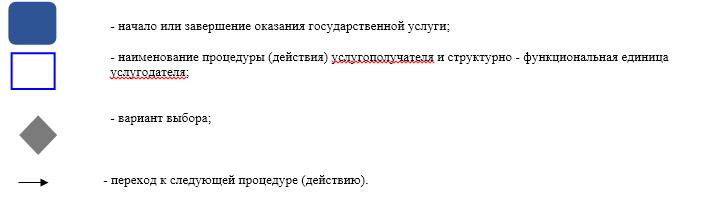 - начало или завершение оказания государственной услуги;
- наименование процедуры (действия) услугополучателя и структурно - функциональная единица
услугодателя;
- вариант выбора;
- переход к следующей процедуре (действию).